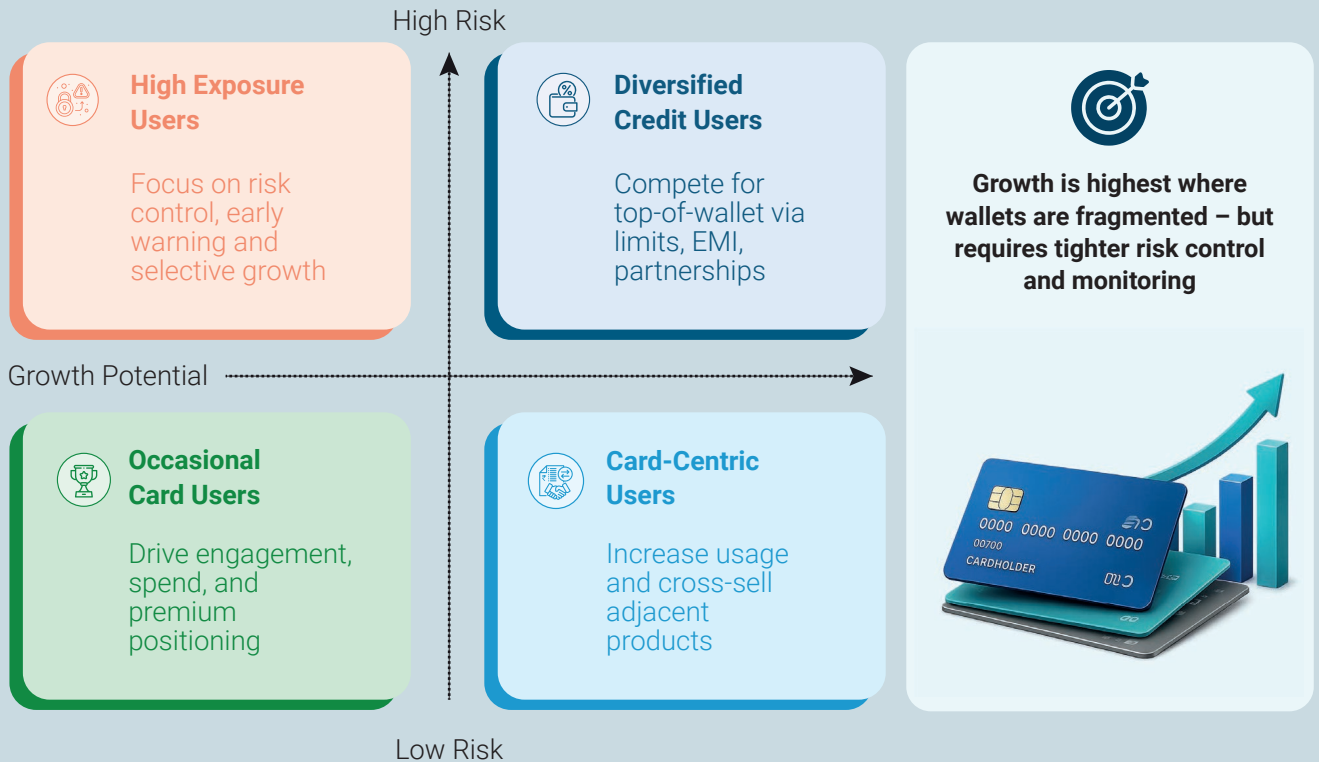 High Risk
High Exposure
Users
Focus on risk
control, early
warning and
selective growth
Diversified
Credit Users
Compete for
top-of-wallet via
limits, EMI,
partnerships
Growth is highest where
wallets are fragmented – but
requires tighter risk control
and monitoring
Growth Potential
Occasional
Card Users
Drive engagement,
spend, and
premium
positioning
Card-Centric
Users
Increase usage
and cross-sell
adjacent
products
0000 0000 0000 0000
00700
CARDHOLDER
Low Risk